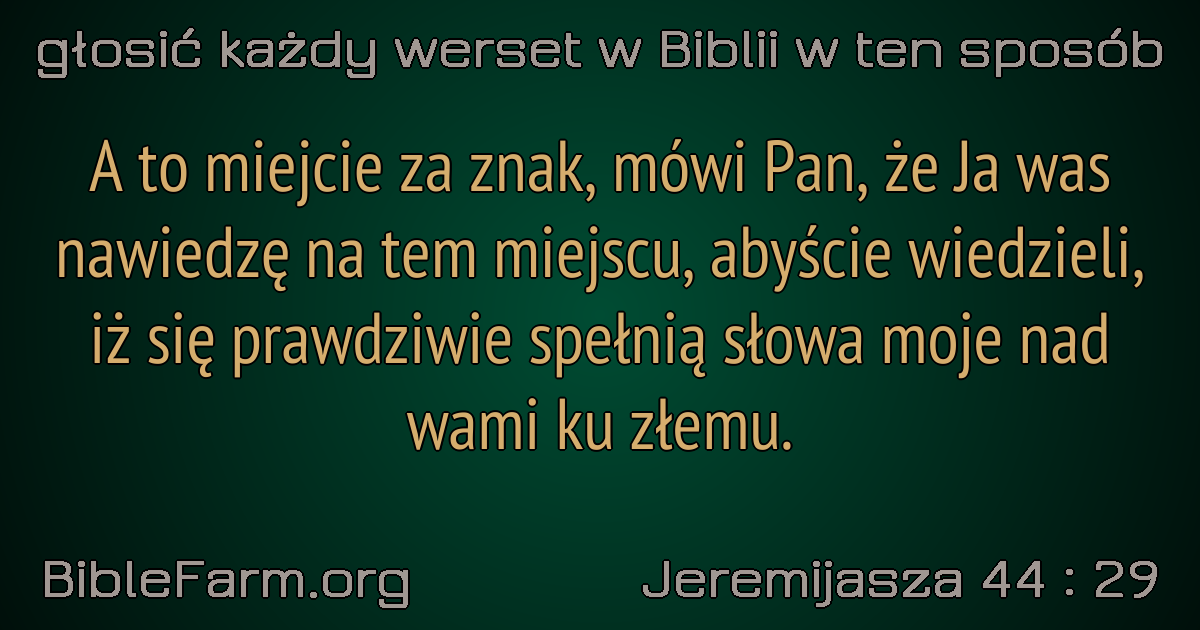 głosić każdy werset w Biblii w ten sposób
A to miejcie za znak, mówi Pan, że Ja was
nawiedzę na tem miejscu, abyście wiedzieli,
iż się prawdziwie spełnią słowa moje nad
wami ku złemu.
BibleFarm.org
Jeremijasza 44 : 29